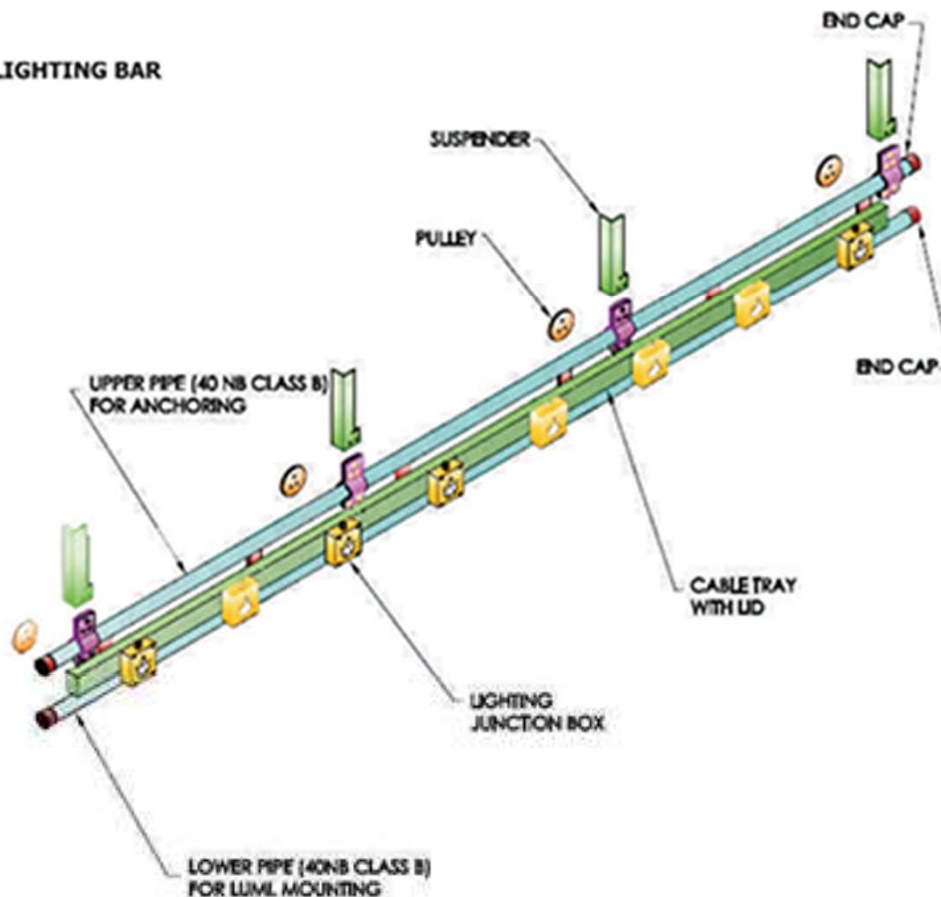 LIGHTING BAR
END CAP
SUSPENDER
PULLEY
END CAP
UPPER PIPE (40 NB CLASS B)
FOR ANCHORING
CABLE TRAY
WITH LID
LIGHTING
JUNCTION BOX
LOWER PIPE (40NB CLASS B)
FOR LUMI. MOUNTING